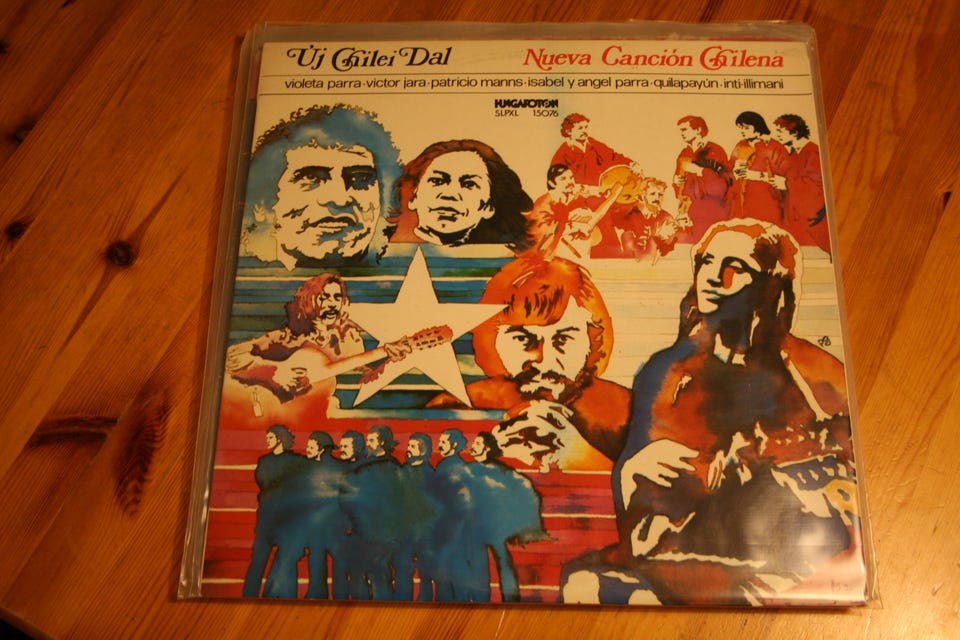 Új Chilei Dal Nueva Canción Chilena
violeta parra·victor jara·patricio manns·isabel y angel parra·quilapayún·inti-illimani
HUNGAROTON
SLPXL 15076